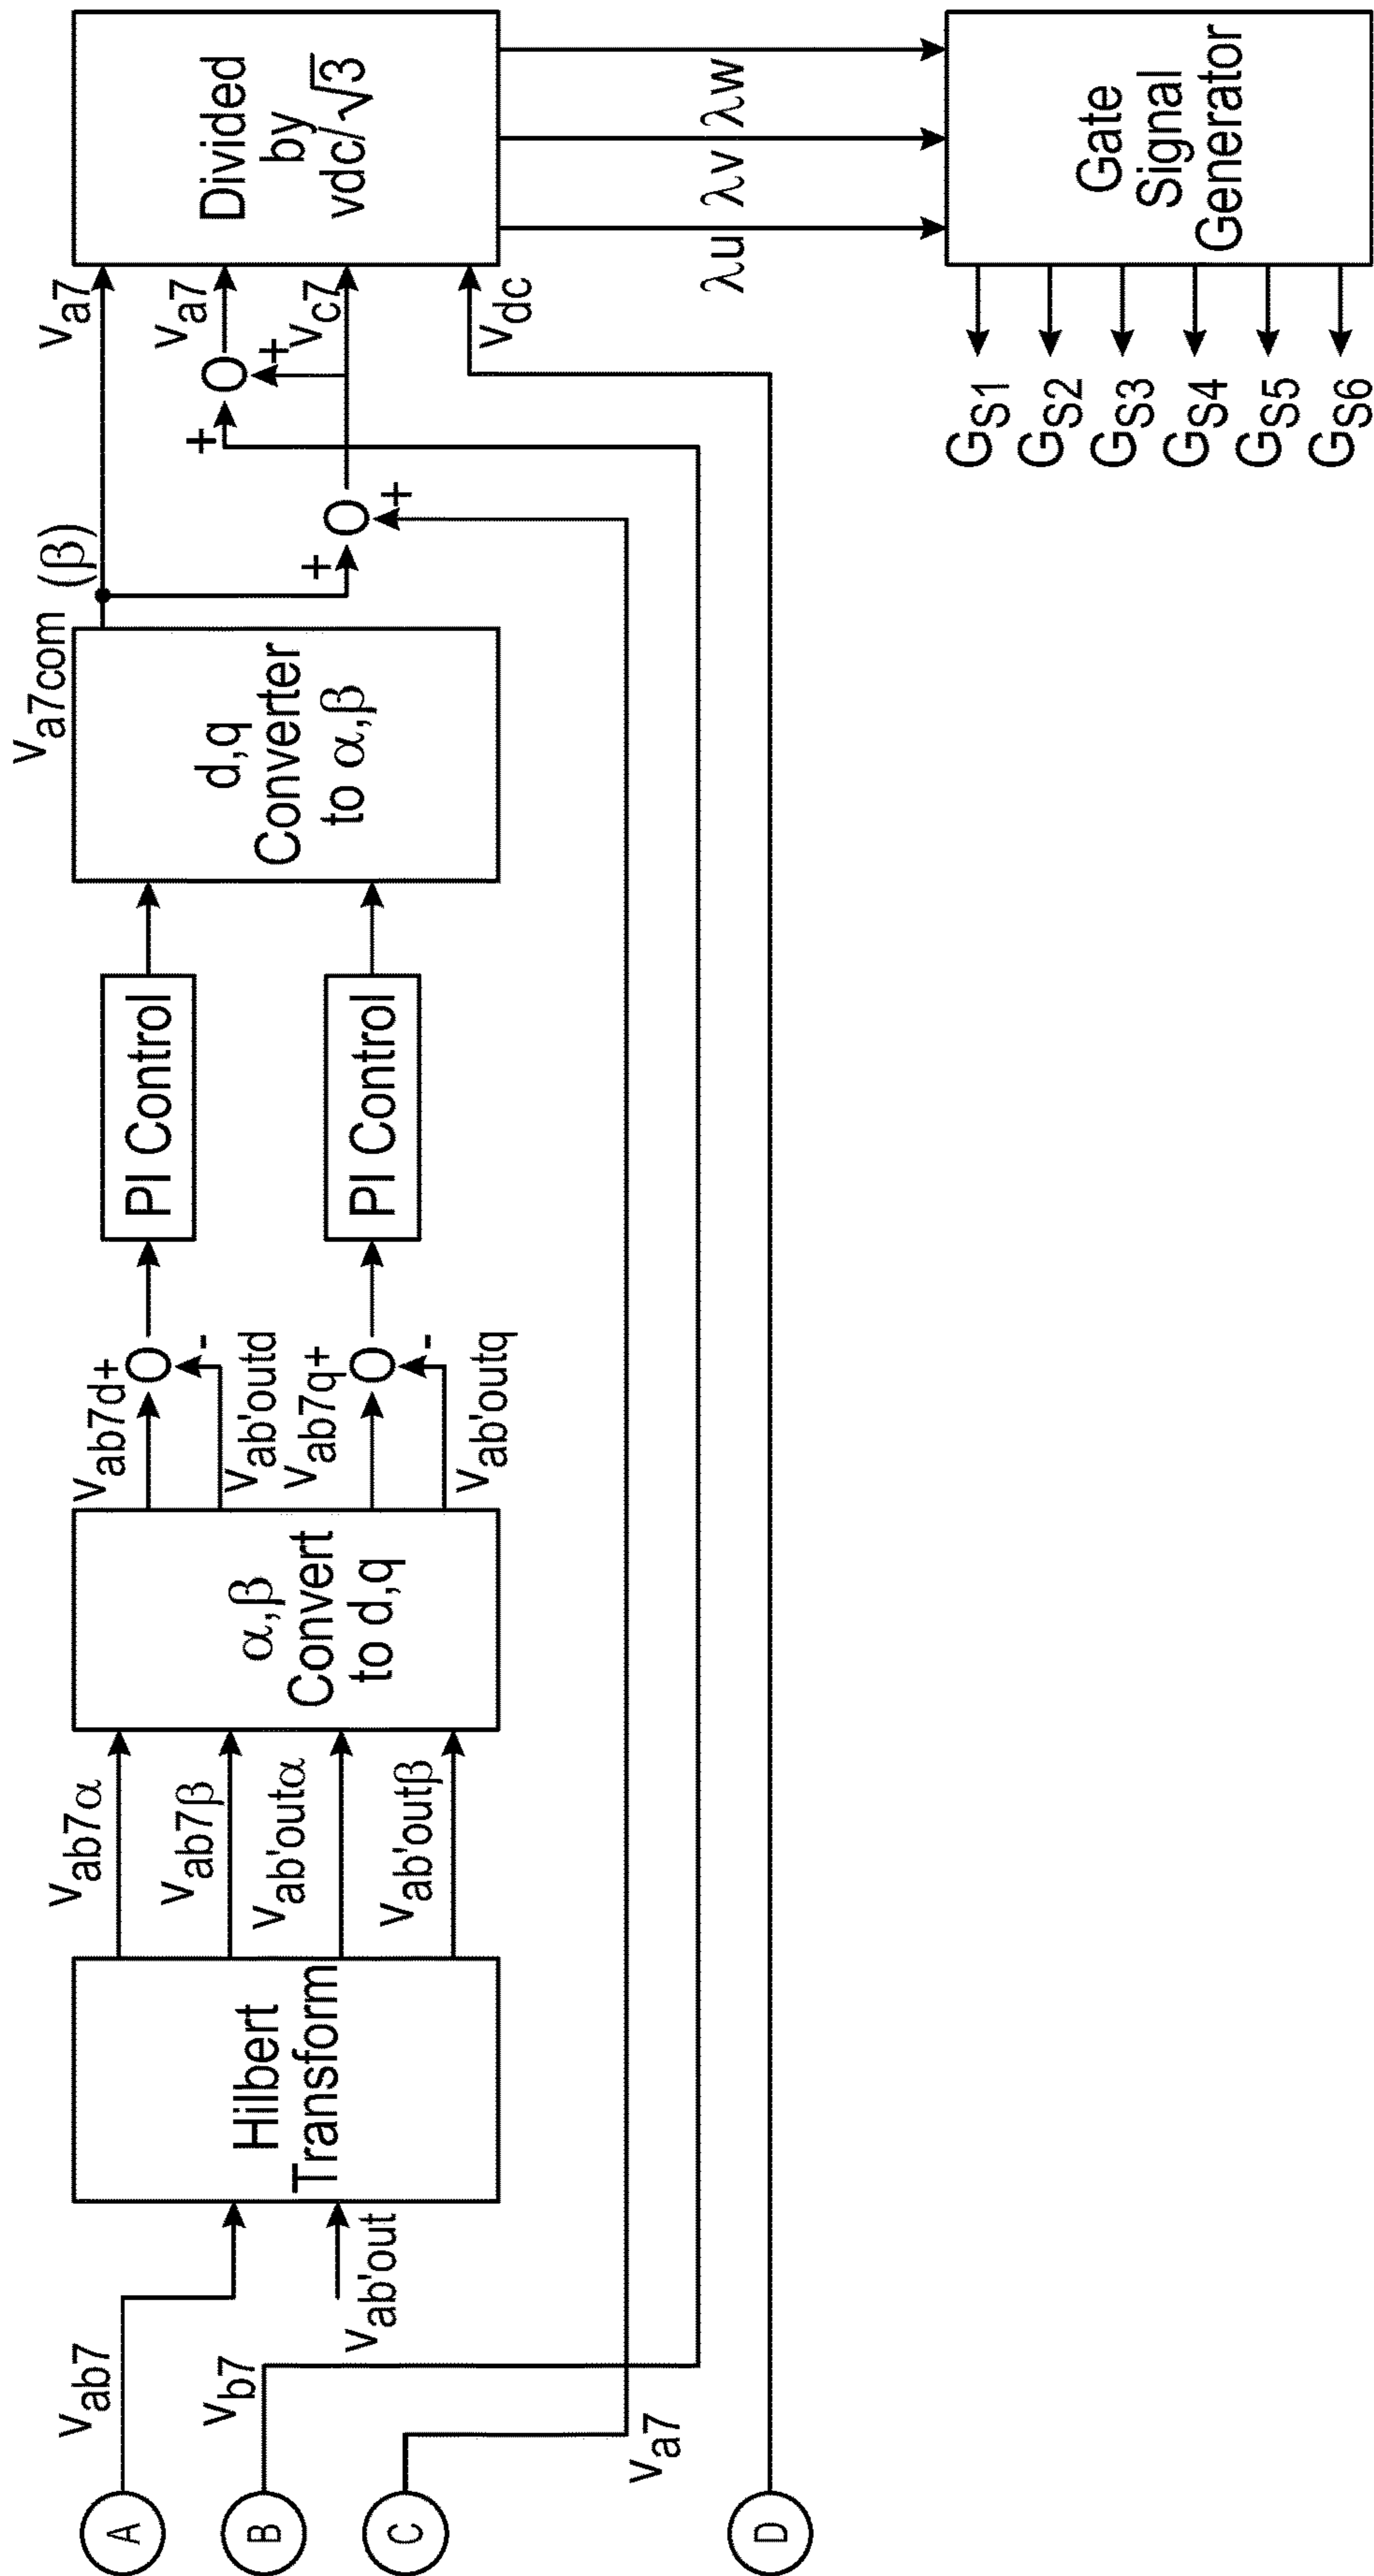 A
B
C
D
vab7
vb7
va7
vab'out
Hilbert
Transform
vab7α
vab7β
vab'outα
vab'outβ
α,β
Convert
to d,q
vab7d+
-
vab'outd
vab7q+
-
vab'outq
PI Control
PI Control
d,q
Converter
to α,β
va7com (β)
+
+
+
+
va7
va7
vc7
vdc
Divided
by
vdc/√3
λu λv λw
Gate
Signal
Generator
GS1
GS2
GS3
GS4
GS5
GS6